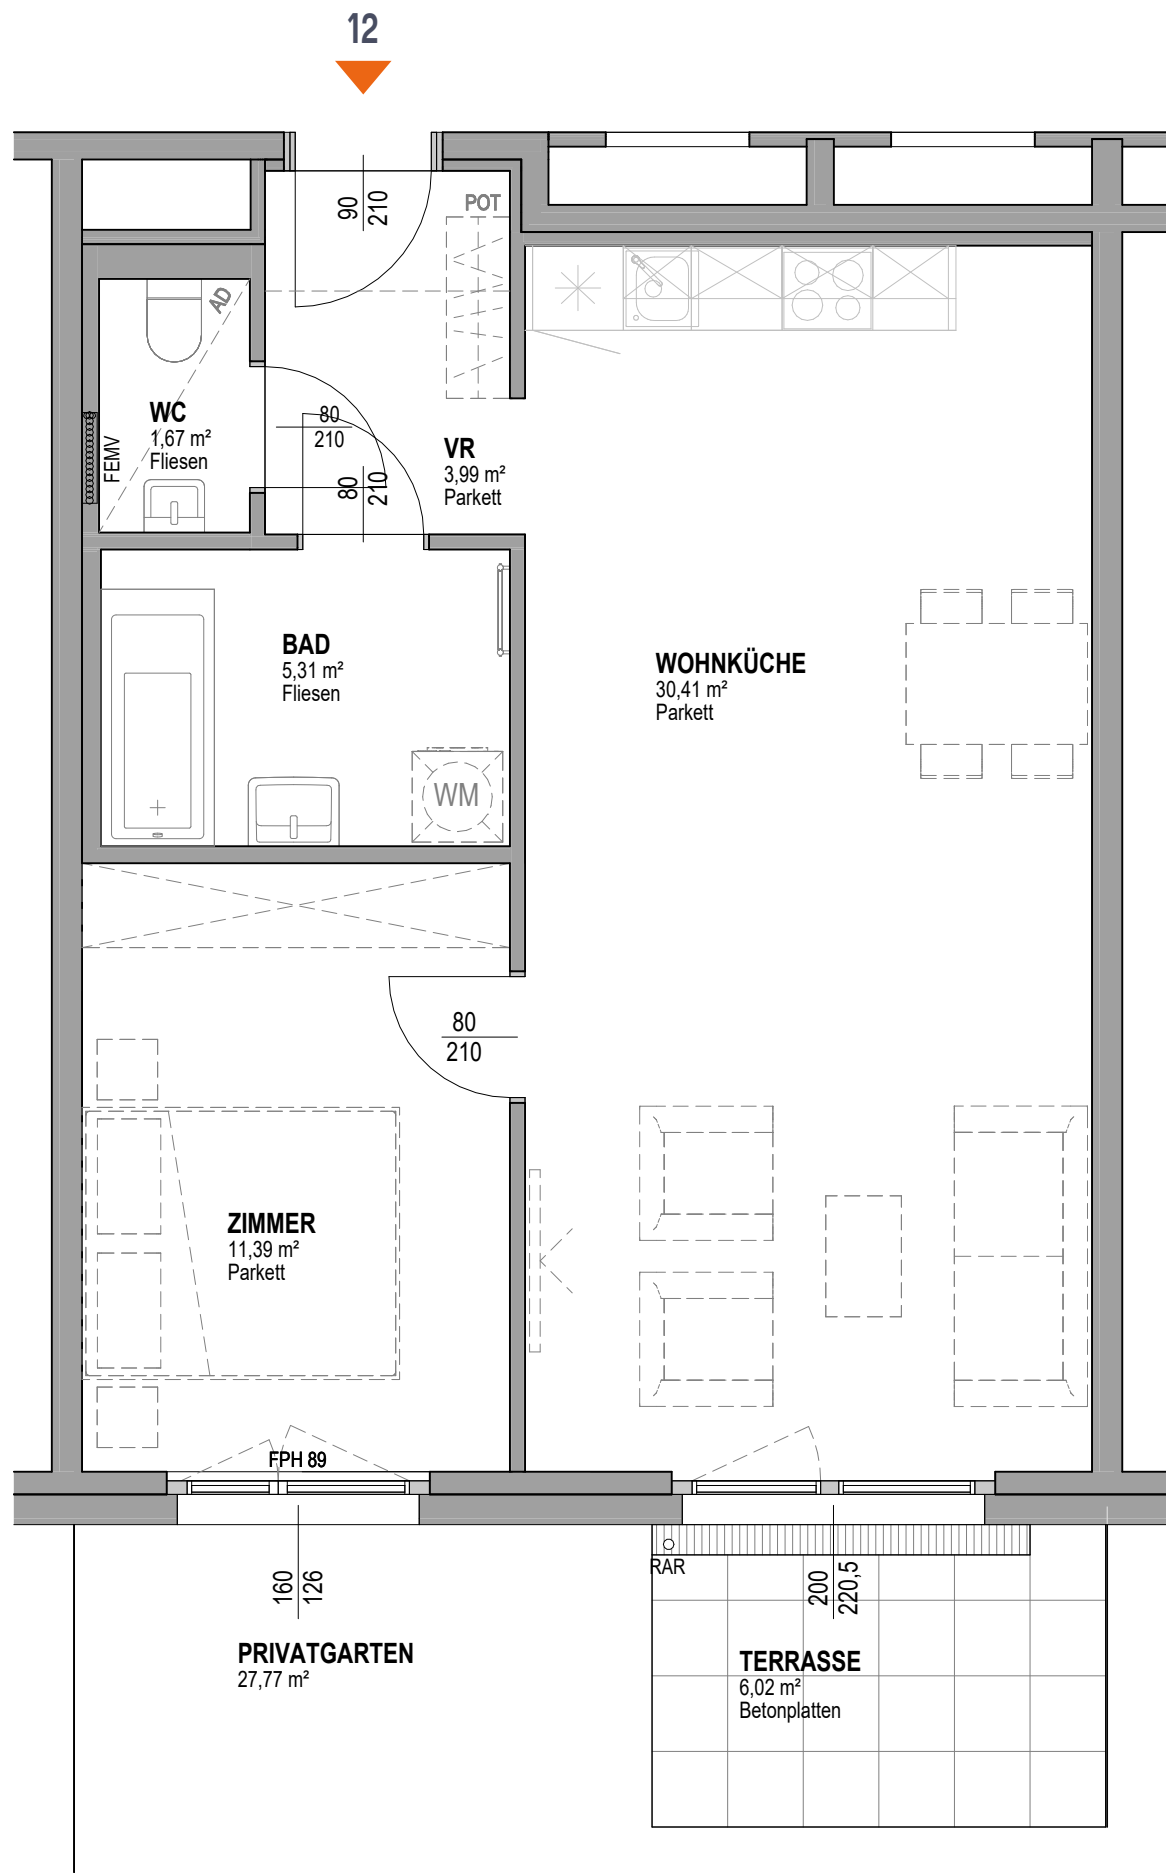 12
90
210
POT
AD
WC
1,67 m²
Fliesen
FEMV
80
210
80
210
VR
3,99 m²
Parkett
BAD
5,31 m²
Fliesen
WM
WOHNKÜCHE
30,41 m²
Parkett
80
210
ZIMMER
11,39 m²
Parkett
FPH 89
160
126
RAR
200
220,5
PRIVATGARTEN
27,77 m²
TERRASSE
6,02 m²
Betonplatten